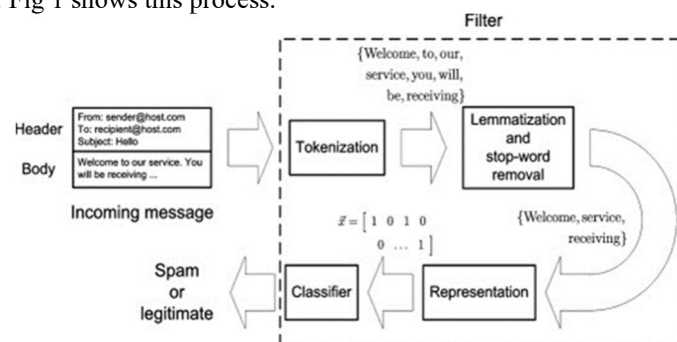 Fig 1 shows this process.
Filter
{Welcome, to, our,
service, you, will,
be, receiving}
Header
From: sender@host.com
To: recipient@host.com
Subject: Hello
Body
Welcome to our service. You
will be receiving ...
Incoming message
Tokenization
Lemmatization
and
stop-word
removal
{Welcome, service,
receiving}
x⃗ = [ 1 0 1 0
0 ... 1 ]
Spam
or
legitimate
Classifier
Representation